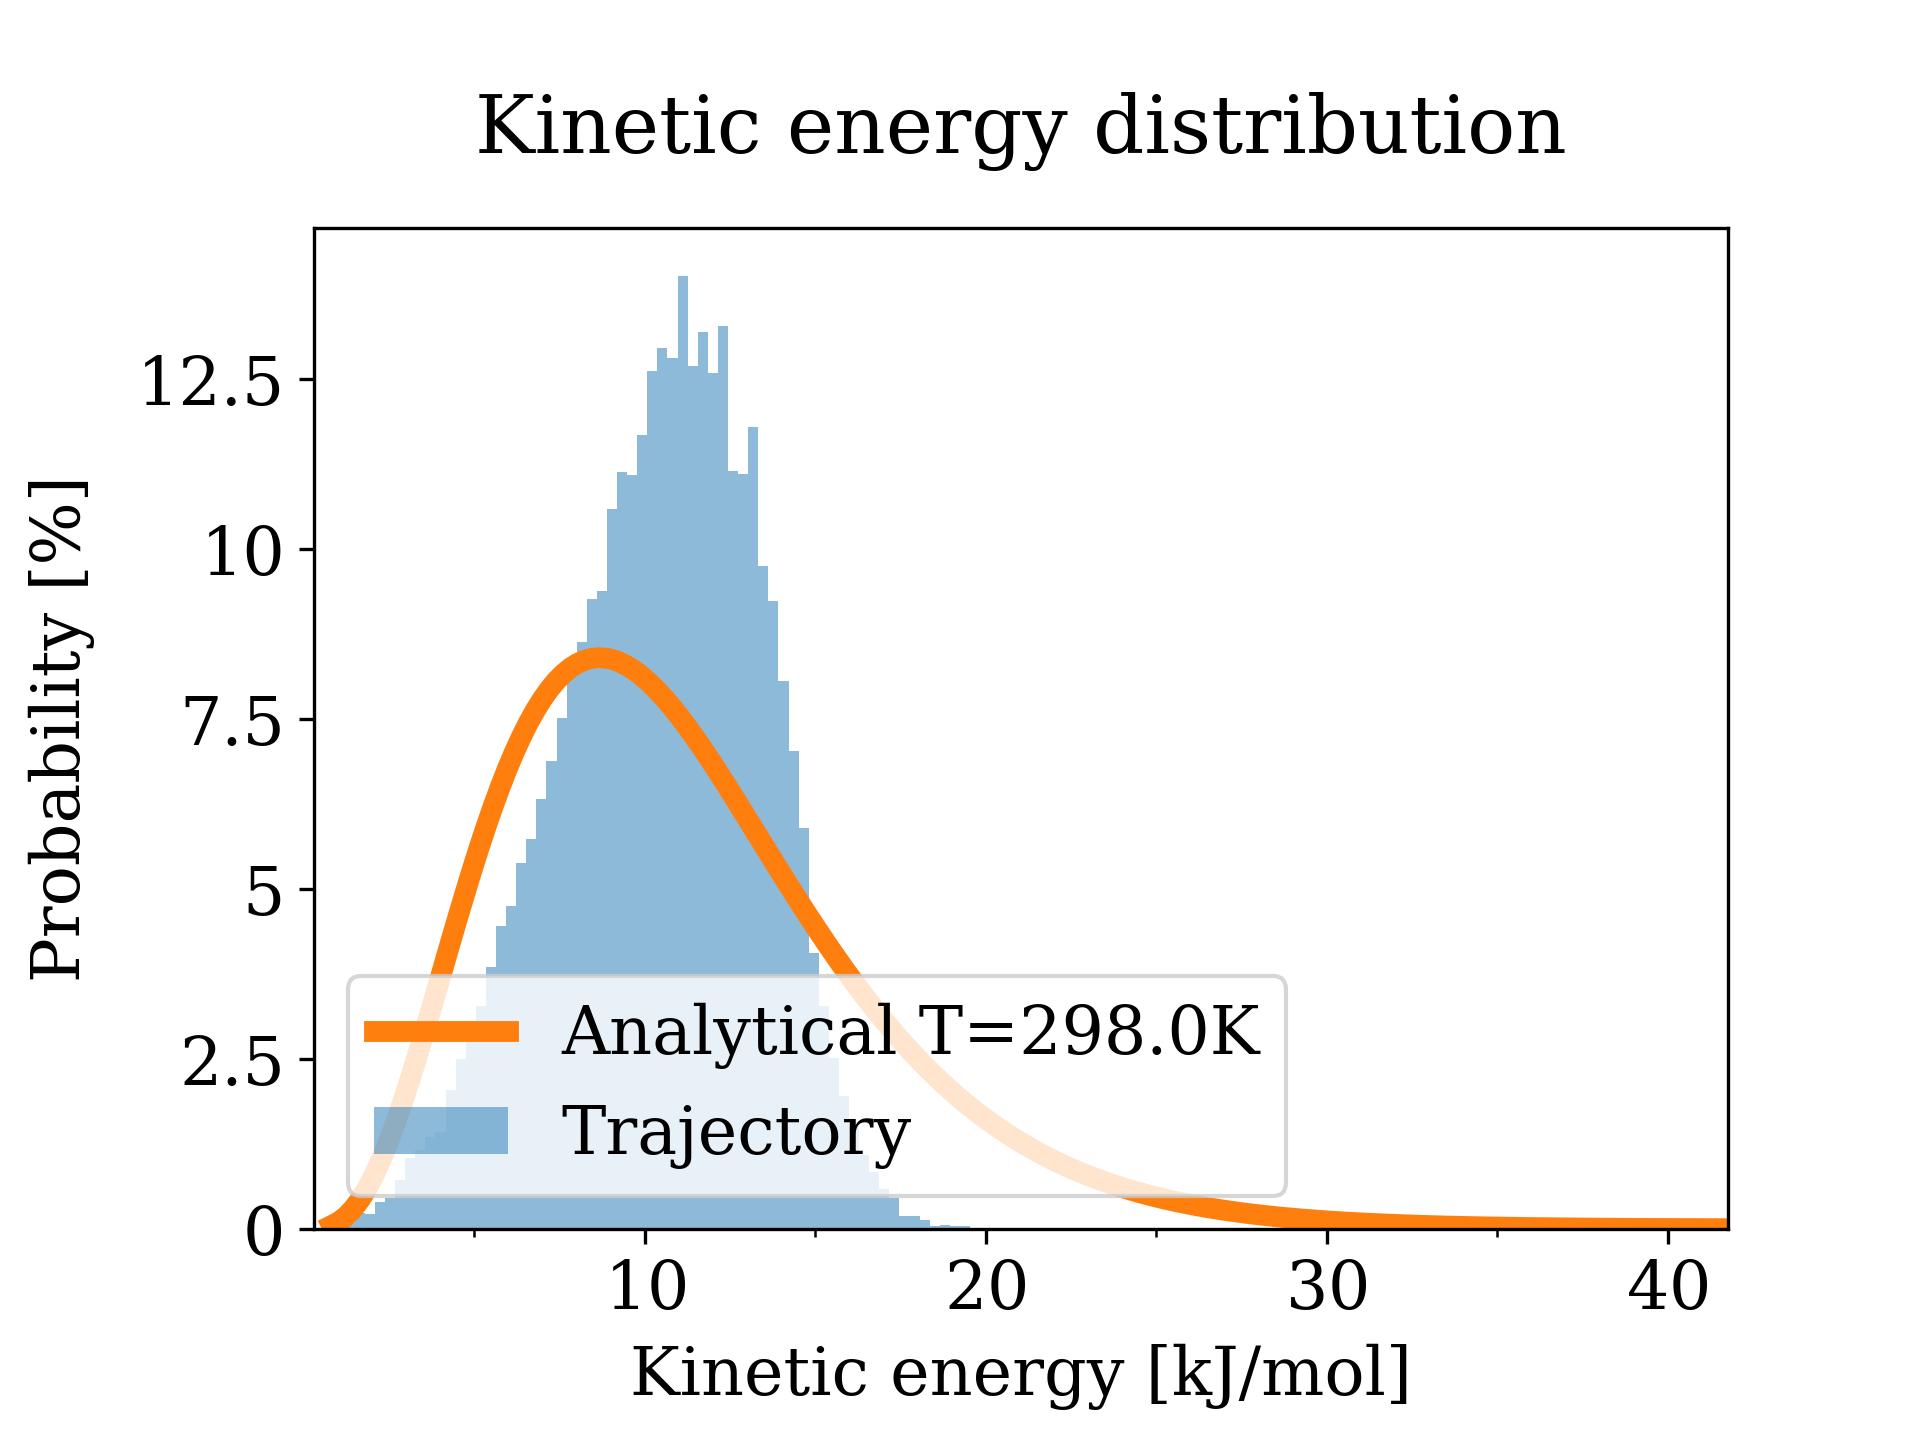 Kinetic energy distribution
Probability [%]
12.5
10
7.5
5
2.5
0
Analytical T=298.0K
Trajectory
10 20 30 40
Kinetic energy [kJ/mol]